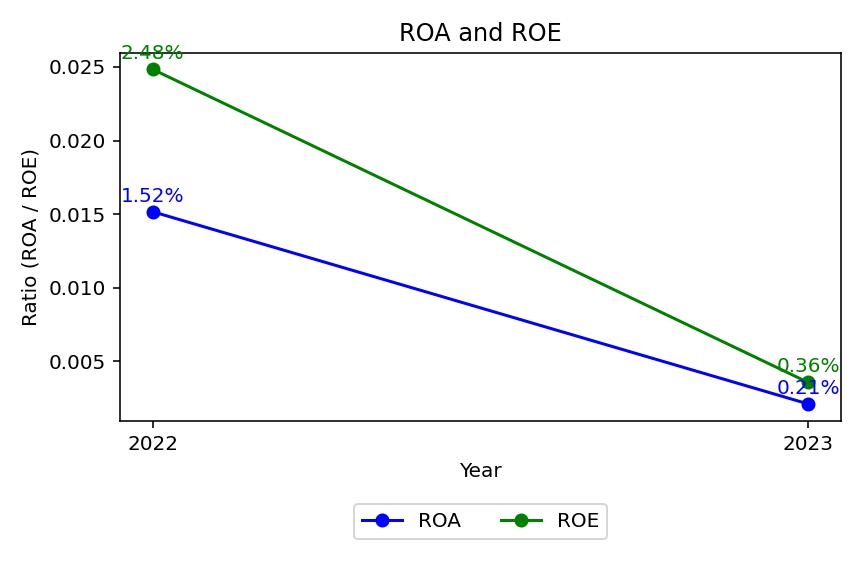 ROA and ROE
2.48%
0.025
0.020
1.52%
0.015
Ratio (ROA / ROE)
0.010
0.005
0.36%
0.21%
2022
2023
Year
ROA
ROE